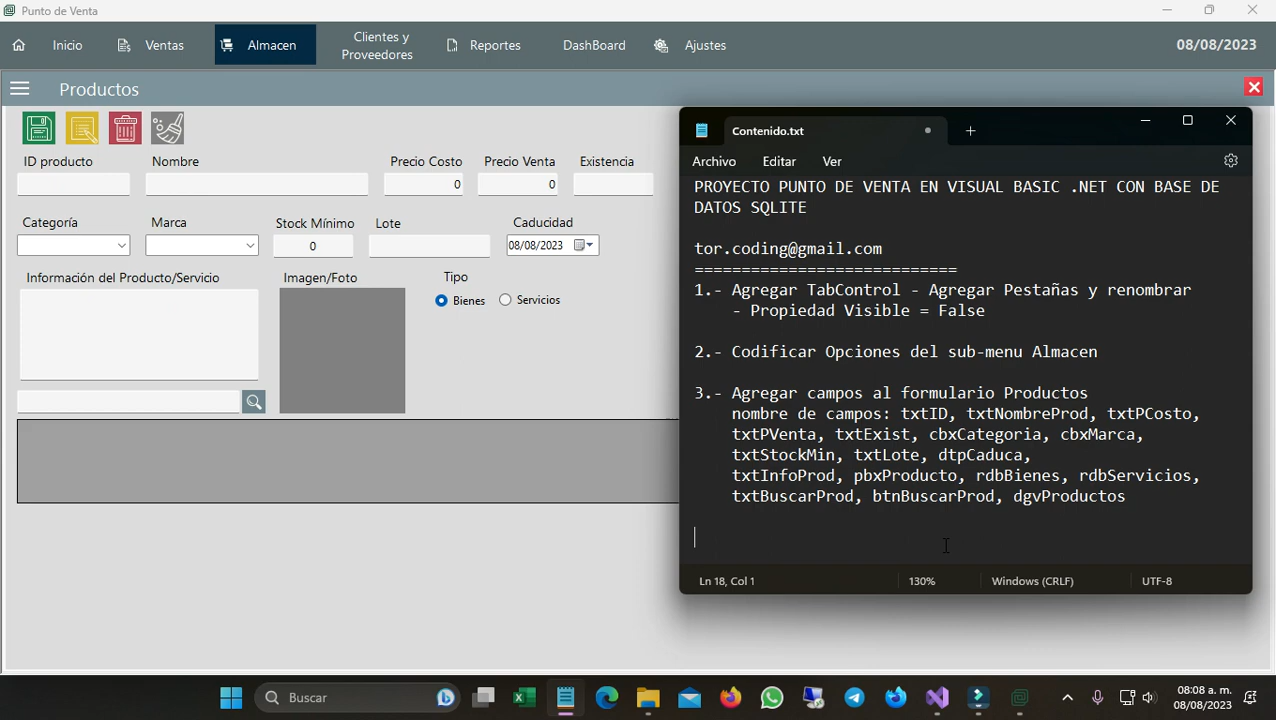 Punto de Venta
Inicio
Ventas
Almacen
Clientes y
Proveedores
Reportes
DashBoard
Ajustes
08/08/2023
Productos
ID producto
Nombre
Precio Costo
Precio Venta
Existencia
0
0
Categoría
Marca
Stock Mínimo
Lote
Caducidad
0
08/08/2023
Información del Producto/Servicio
Imagen/Foto
Tipo
Bienes
Servicios
Contenido.txt
Archivo
Editar
Ver
PROYECTO PUNTO DE VENTA EN VISUAL BASIC .NET CON BASE DE
DATOS SQLITE
tor.coding@gmail.com
============================
1.- Agregar TabControl - Agregar Pestañas y renombrar
- Propiedad Visible = False
2.- Codificar Opciones del sub-menu Almacen
3.- Agregar campos al formulario Productos
nombre de campos: txtID, txtNombreProd, txtPCosto,
txtPVenta, txtExist, cbxCategoria, cbxMarca,
txtStockMin, txtLote, dtpCaduca,
txtInfoProd, pbxProducto, rdbBienes, rdbServicios,
txtBuscarProd, btnBuscarProd, dgvProductos
Ln 18, Col 1
130%
Windows (CRLF)
UTF-8
Buscar
08:08 a. m.
08/08/2023